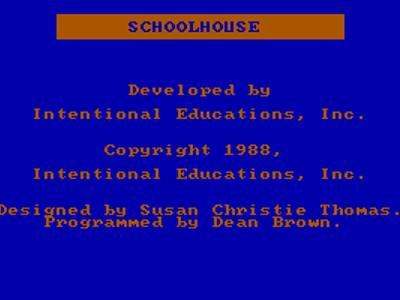 SCHOOLHOUSE
Developed by
Intentional Educations, Inc.
Copyright 1988,
Intentional Educations, Inc.
Designed by Susan Christie Thomas.
Programmed by Dean Brown.